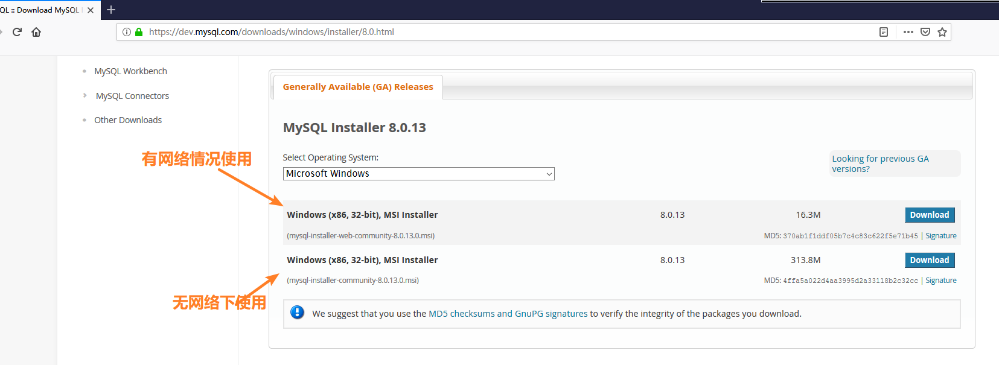 QL :: Download MySQL
https://dev.mysql.com/downloads/windows/installer/8.0.html
MySQL Workbench
MySQL Connectors
Other Downloads
Generally Available (GA) Releases
MySQL Installer 8.0.13
有网络情况使用
Select Operating System:
Microsoft Windows
Looking for previous GA
versions?
Windows (x86, 32-bit), MSI Installer 8.0.13 16.3M Download
(mysql-installer-web-community-8.0.13.0.msi) MD5: 370ab1f1ddf05b7c4c83c622f5e71b45 | Signature
Windows (x86, 32-bit), MSI Installer 8.0.13 313.8M Download
(mysql-installer-community-8.0.13.0.msi) MD5: 4ffa5a022d4aa3995d2a33118b2c32cc | Signature
无网络下使用
We suggest that you use the MD5 checksums and GnuPG signatures to verify the integrity of the packages you download.